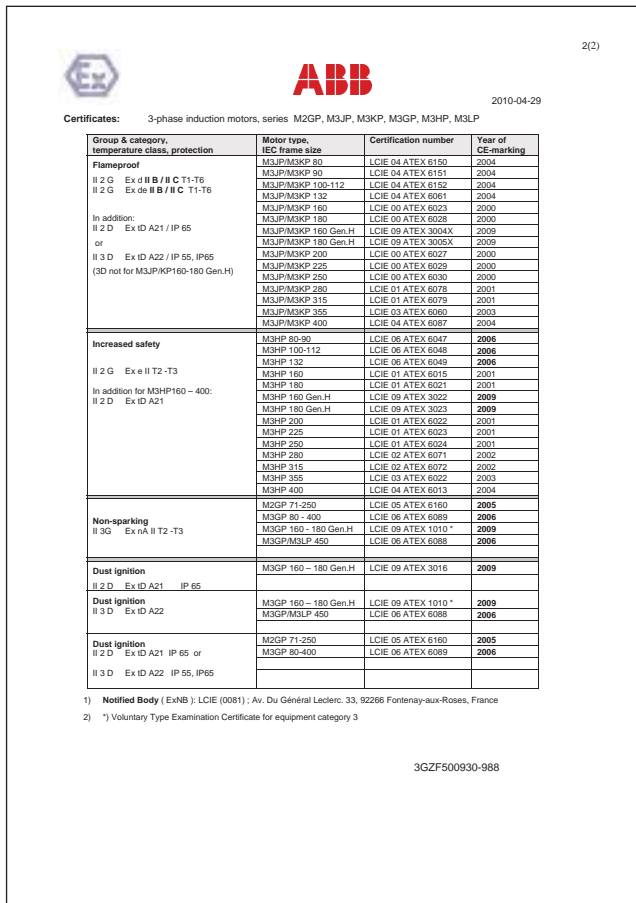 2(2)
Ex
ABB
2010-04-29
Certificates: 3-phase induction motors, series M2GP, M3JP, M3KP, M3GP, M3HP, M3LP
Group & category, temperature class, protection | Motor type, IEC frame size | Certification number | Year of CE-marking
Flameproof
II 2 G Ex d II B / II C T1-T6
II 2 G Ex de II B / II C T1-T6
In addition:
II 2 D Ex tD A21 / IP 65
or
II 3 D Ex tD A22 / IP 55, IP65
(3D not for M3JP/KP160-180 Gen.H)
M3JP/M3KP 80 LCIE 04 ATEX 6150 2004
M3JP/M3KP 90 LCIE 04 ATEX 6151 2004
M3JP/M3KP 100-112 LCIE 04 ATEX 6152 2004
M3JP/M3KP 132 LCIE 04 ATEX 6061 2004
M3JP/M3KP 160 LCIE 00 ATEX 6023 2000
M3JP/M3KP 180 LCIE 00 ATEX 6028 2000
M3JP/M3KP 160 Gen.H LCIE 09 ATEX 3004X 2009
M3JP/M3KP 180 Gen.H LCIE 09 ATEX 3005X 2009
M3JP/M3KP 200 LCIE 00 ATEX 6027 2000
M3JP/M3KP 225 LCIE 00 ATEX 6029 2000
M3JP/M3KP 250 LCIE 00 ATEX 6030 2000
M3JP/M3KP 280 LCIE 01 ATEX 6078 2001
M3JP/M3KP 315 LCIE 01 ATEX 6079 2001
M3JP/M3KP 355 LCIE 03 ATEX 6060 2003
M3JP/M3KP 400 LCIE 04 ATEX 6087 2004
Increased safety
II 2 G Ex e II T2 -T3
In addition for M3HP160 – 400:
II 2 D Ex tD A21
M3HP 80-90 LCIE 06 ATEX 6047 2006
M3HP 100-112 LCIE 06 ATEX 6048 2006
M3HP 132 LCIE 06 ATEX 6049 2006
M3HP 160 LCIE 01 ATEX 6015 2001
M3HP 180 LCIE 01 ATEX 6021 2001
M3HP 160 Gen.H LCIE 09 ATEX 3022 2009
M3HP 180 Gen.H LCIE 09 ATEX 3023 2009
M3HP 200 LCIE 01 ATEX 6022 2001
M3HP 225 LCIE 01 ATEX 6023 2001
M3HP 250 LCIE 01 ATEX 6024 2001
M3HP 280 LCIE 02 ATEX 6071 2002
M3HP 315 LCIE 02 ATEX 6072 2002
M3HP 355 LCIE 03 ATEX 6022 2003
M3HP 400 LCIE 04 ATEX 6013 2004
Non-sparking
II 3G Ex nA II T2 -T3
M2GP 71-250 LCIE 05 ATEX 6160 2005
M3GP 80 - 400 LCIE 06 ATEX 6089 2006
M3GP 160 - 180 Gen.H LCIE 09 ATEX 1010 * 2009
M3GP/M3LP 450 LCIE 06 ATEX 6088 2006
Dust ignition
II 2 D Ex tD A21 IP 65
M3GP 160 – 180 Gen.H LCIE 09 ATEX 3016 2009
Dust ignition
II 3 D Ex tD A22
M3GP 160 – 180 Gen.H LCIE 09 ATEX 1010 * 2009
M3GP/M3LP 450 LCIE 06 ATEX 6088 2006
Dust ignition
II 2 D Ex tD A21 IP 65 or
II 3 D Ex tD A22 IP 55, IP65
M2GP 71-250 LCIE 05 ATEX 6160 2005
M3GP 80-400 LCIE 06 ATEX 6089 2006
1) Notified Body ( ExNB ): LCIE (0081) ; Av. Du Général Leclerc. 33, 92266 Fontenay-aux-Roses, France
2) *) Voluntary Type Examination Certificate for equipment category 3
3GZF500930-988